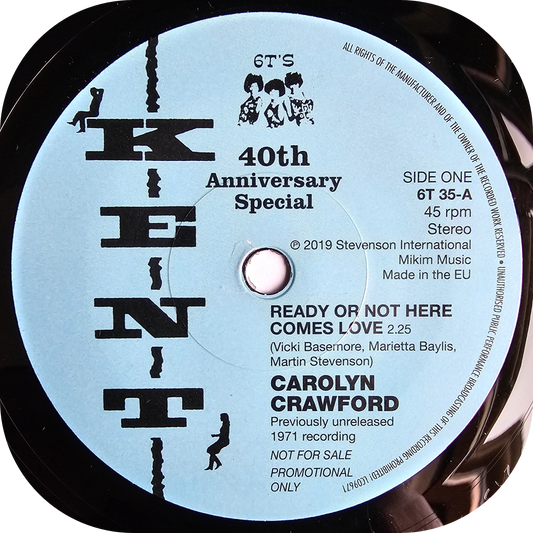 6T'S
KENT
40th
Anniversary
Special
SIDE ONE
6T 35-A
45 rpm
Stereo
℗ 2019 Stevenson International
Mikim Music
Made in the EU
READY OR NOT HERE
COMES LOVE 2.25
(Vicki Basemore, Marietta Baylis,
Martin Stevenson)
CAROLYN
CRAWFORD
Previously unreleased
1971 recording
NOT FOR SALE
PROMOTIONAL
ONLY
ALL RIGHTS OF THE MANUFACTURER AND OF THE OWNER OF THE RECORDED WORK RESERVED • UNAUTHORISED PUBLIC PERFORMANCE BROADCASTING OF THIS RECORDING PROHIBITED! LC09671